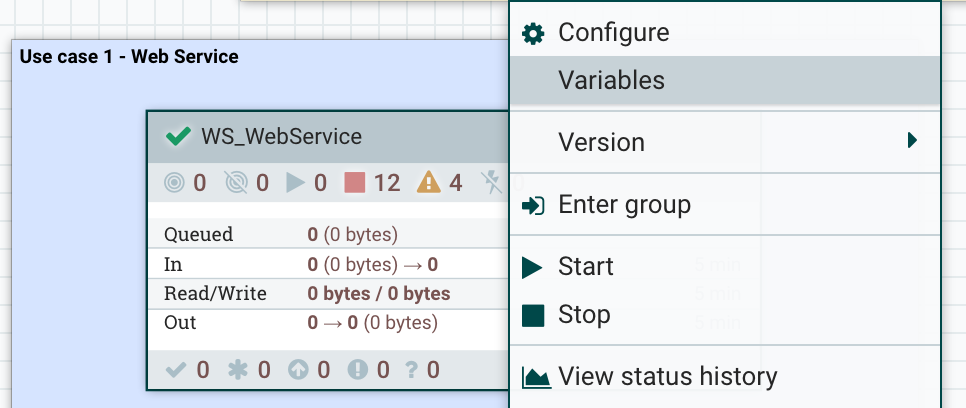 Use case 1 - Web Service
WS_WebService
0 0 0 12 4 0
Queued 0 (0 bytes)
In 0 (0 bytes) → 0
Read/Write 0 bytes / 0 bytes
Out 0 → 0 (0 bytes)
0 0 0 0 ? 0
Configure
Variables
Version
Enter group
Start
Stop
View status history
5 min
5 min
5 min